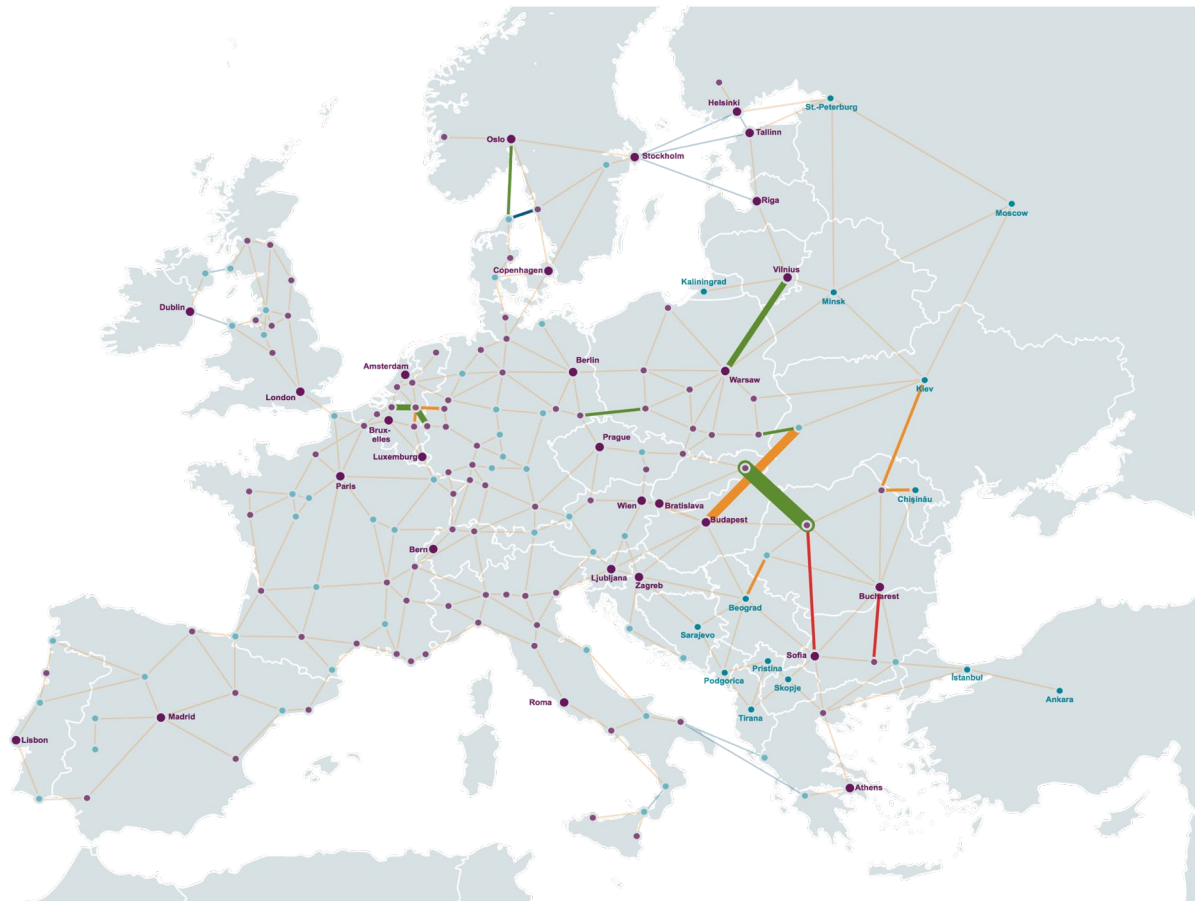 Helsinki
St.-Peterburg
Tallinn
Oslo
Stockholm
Riga
Moscow
Copenhagen
Vilnius
Kaliningrad
Minsk
Dublin
Berlin
Amsterdam
Warsaw
London
Kiev
Brux-
elles
Prague
Luxemburg
Paris
Wien
Bratislava
Chişinău
Budapest
Bern
Ljubljana
Zagreb
Bucharest
Beograd
Sarajevo
Sofia
Pristina
Podgorica
Skopje
İstanbul
Ankara
Roma
Tirana
Madrid
Lisbon
Athens